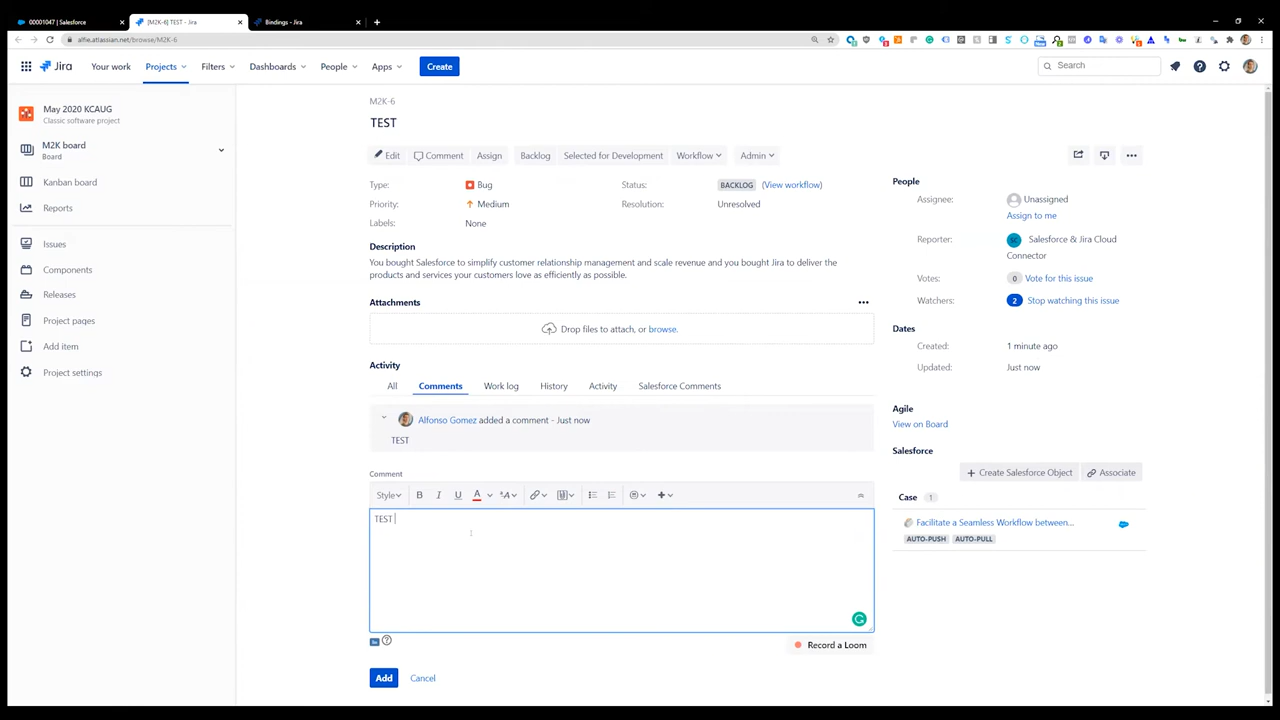 00001047 | Salesforce
[M2K-6] TEST - Jira
Bindings - Jira
alfie.atlassian.net/browse/M2K-6
Jira
Your work
Projects
Filters
Dashboards
People
Apps
Create
Search
May 2020 KCAUG
Classic software project
M2K board
Board
Kanban board
Reports
Issues
Components
Releases
Project pages
Add item
Project settings
M2K-6
TEST
Edit
Comment
Assign
Backlog
Selected for Development
Workflow
Admin
Type: Bug
Status: BACKLOG (View workflow)
Priority: Medium
Resolution: Unresolved
Labels: None
Description
You bought Salesforce to simplify customer relationship management and scale revenue and you bought Jira to deliver the
products and services your customers love as efficiently as possible.
Attachments
Drop files to attach, or browse.
Activity
All
Comments
Work log
History
Activity
Salesforce Comments
Alfonso Gomez added a comment - Just now
TEST
Comment
Style
B
I
U
A
TEST
Record a Loom
Add
Cancel
People
Assignee: Unassigned
Assign to me
Reporter: Salesforce & Jira Cloud
Connector
Votes: 0 Vote for this issue
Watchers: 2 Stop watching this issue
Dates
Created: 1 minute ago
Updated: Just now
Agile
View on Board
Salesforce
Create Salesforce Object
Associate
Case 1
Facilitate a Seamless Workflow between...
AUTO-PUSH AUTO-PULL